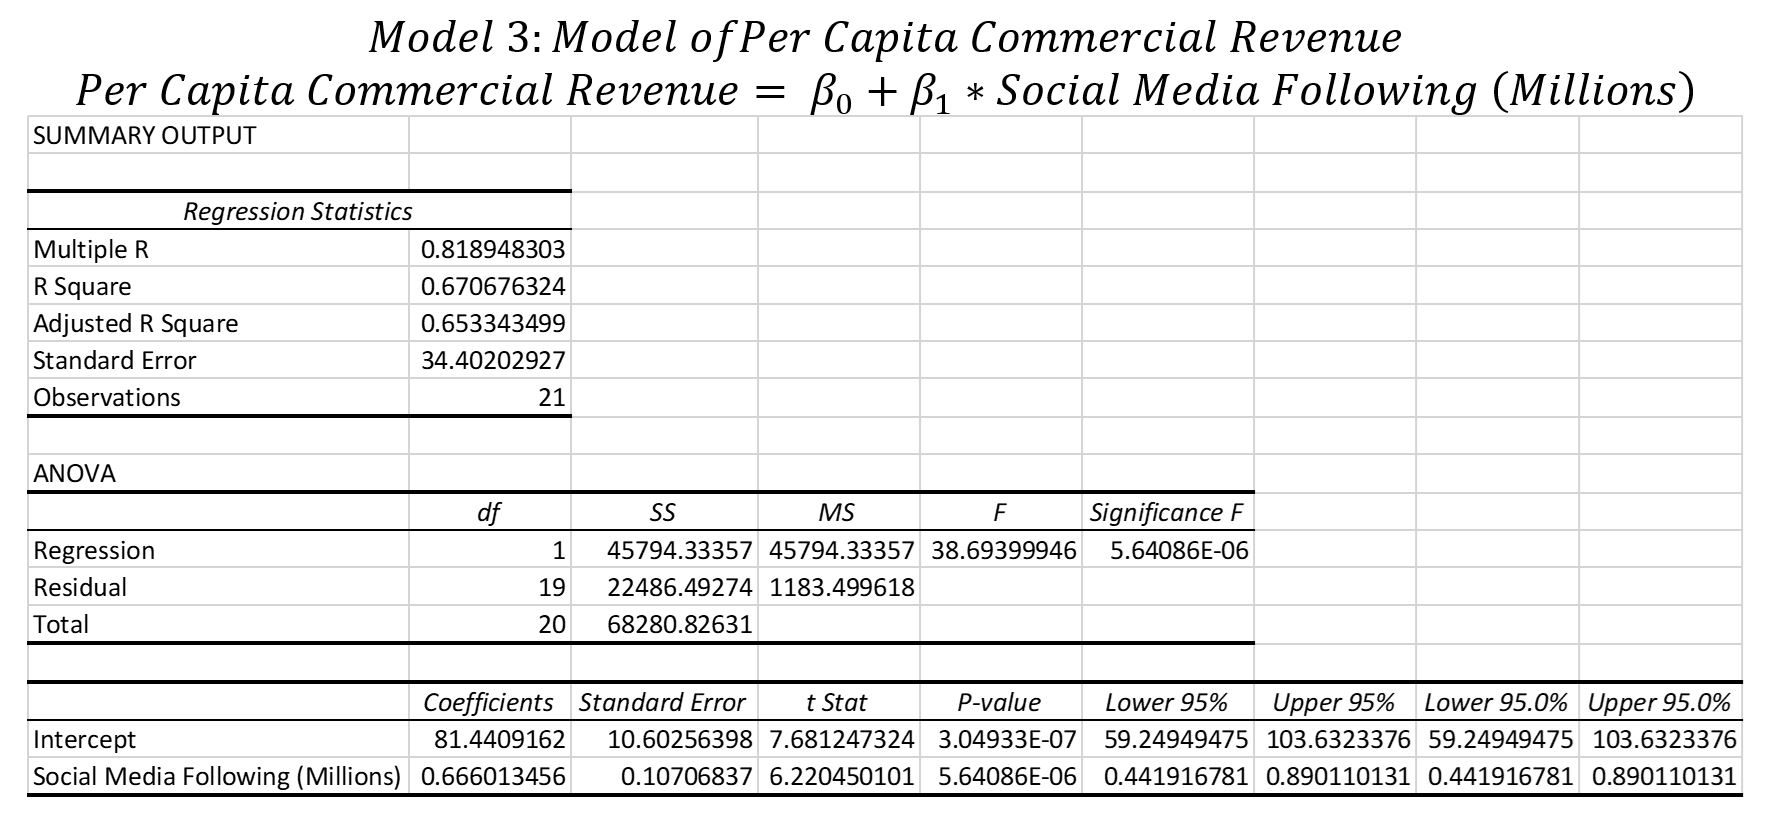 Model 3: Model of Per Capita Commercial Revenue
Per Capita Commercial Revenue = β₀ + β₁ ∗ Social Media Following (Millions)
SUMMARY OUTPUT
Regression Statistics
Multiple R 0.818948303
R Square 0.670676324
Adjusted R Square 0.653343499
Standard Error 34.40202927
Observations 21
ANOVA
df SS MS F Significance F
Regression 1 45794.33357 45794.33357 38.69399946 5.64086E-06
Residual 19 22486.49274 1183.499618
Total 20 68280.82631
Coefficients Standard Error t Stat P-value Lower 95% Upper 95% Lower 95.0% Upper 95.0%
Intercept 81.4409162 10.60256398 7.681247324 3.04933E-07 59.24949475 103.6323376 59.24949475 103.6323376
Social Media Following (Millions) 0.666013456 0.10706837 6.220450101 5.64086E-06 0.441916781 0.890110131 0.441916781 0.890110131